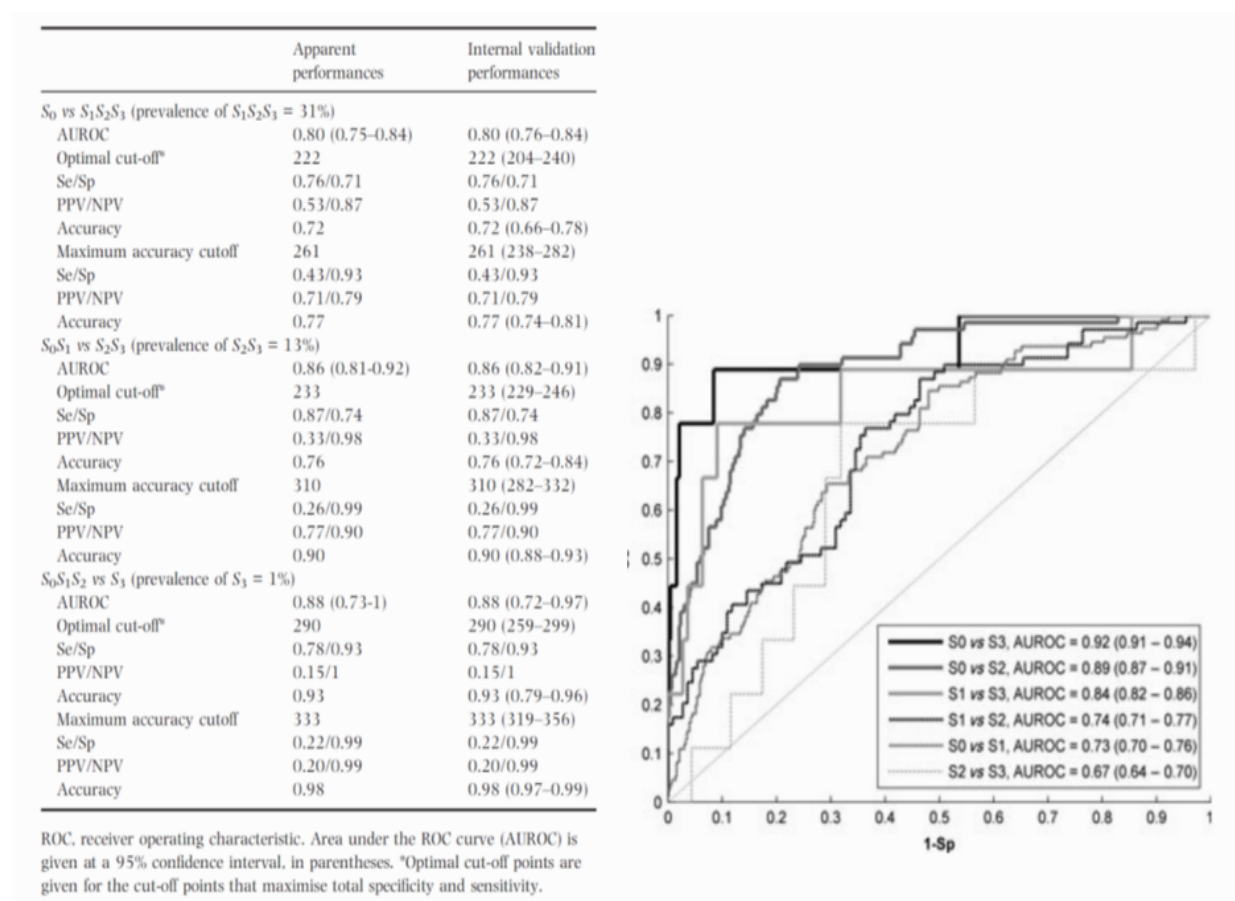 Apparent performances
Internal validation performances
S0 vs S1S2S3 (prevalence of S1S2S3 = 31%)
AUROC 0.80 (0.75–0.84) 0.80 (0.76–0.84)
Optimal cut-off* 222 222 (204–240)
Se/Sp 0.76/0.71 0.76/0.71
PPV/NPV 0.53/0.87 0.53/0.87
Accuracy 0.72 0.72 (0.66–0.78)
Maximum accuracy cutoff 261 261 (238–282)
Se/Sp 0.43/0.93 0.43/0.93
PPV/NPV 0.71/0.79 0.71/0.79
Accuracy 0.77 0.77 (0.74–0.81)
S0S1 vs S2S3 (prevalence of S2S3 = 13%)
AUROC 0.86 (0.81-0.92) 0.86 (0.82–0.91)
Optimal cut-off* 233 233 (229–246)
Se/Sp 0.87/0.74 0.87/0.74
PPV/NPV 0.33/0.98 0.33/0.98
Accuracy 0.76 0.76 (0.72–0.84)
Maximum accuracy cutoff 310 310 (282–332)
Se/Sp 0.26/0.99 0.26/0.99
PPV/NPV 0.77/0.90 0.77/0.90
Accuracy 0.90 0.90 (0.88–0.93)
S0S1S2 vs S3 (prevalence of S3 = 1%)
AUROC 0.88 (0.73-1) 0.88 (0.72–0.97)
Optimal cut-off* 290 290 (259–299)
Se/Sp 0.78/0.93 0.78/0.93
PPV/NPV 0.15/1 0.15/1
Accuracy 0.93 0.93 (0.79–0.96)
Maximum accuracy cutoff 333 333 (319–356)
Se/Sp 0.22/0.99 0.22/0.99
PPV/NPV 0.20/0.99 0.20/0.99
Accuracy 0.98 0.98 (0.97–0.99)
ROC, receiver operating characteristic. Area under the ROC curve (AUROC) is
given at a 95% confidence interval, in parentheses. *Optimal cut-off points are
given for the cut-off points that maximise total specificity and sensitivity.
1
0.9
0.8
0.7
0.6
0.5
0.4
0.3
0.2
0.1
0
S0 vs S3, AUROC = 0.92 (0.91 – 0.94)
S0 vs S2, AUROC = 0.89 (0.87 – 0.91)
S1 vs S3, AUROC = 0.84 (0.82 – 0.86)
S1 vs S2, AUROC = 0.74 (0.71 – 0.77)
S0 vs S1, AUROC = 0.73 (0.70 – 0.76)
S2 vs S3, AUROC = 0.67 (0.64 – 0.70)
0 0.1 0.2 0.3 0.4 0.5 0.6 0.7 0.8 0.9 1
1-Sp